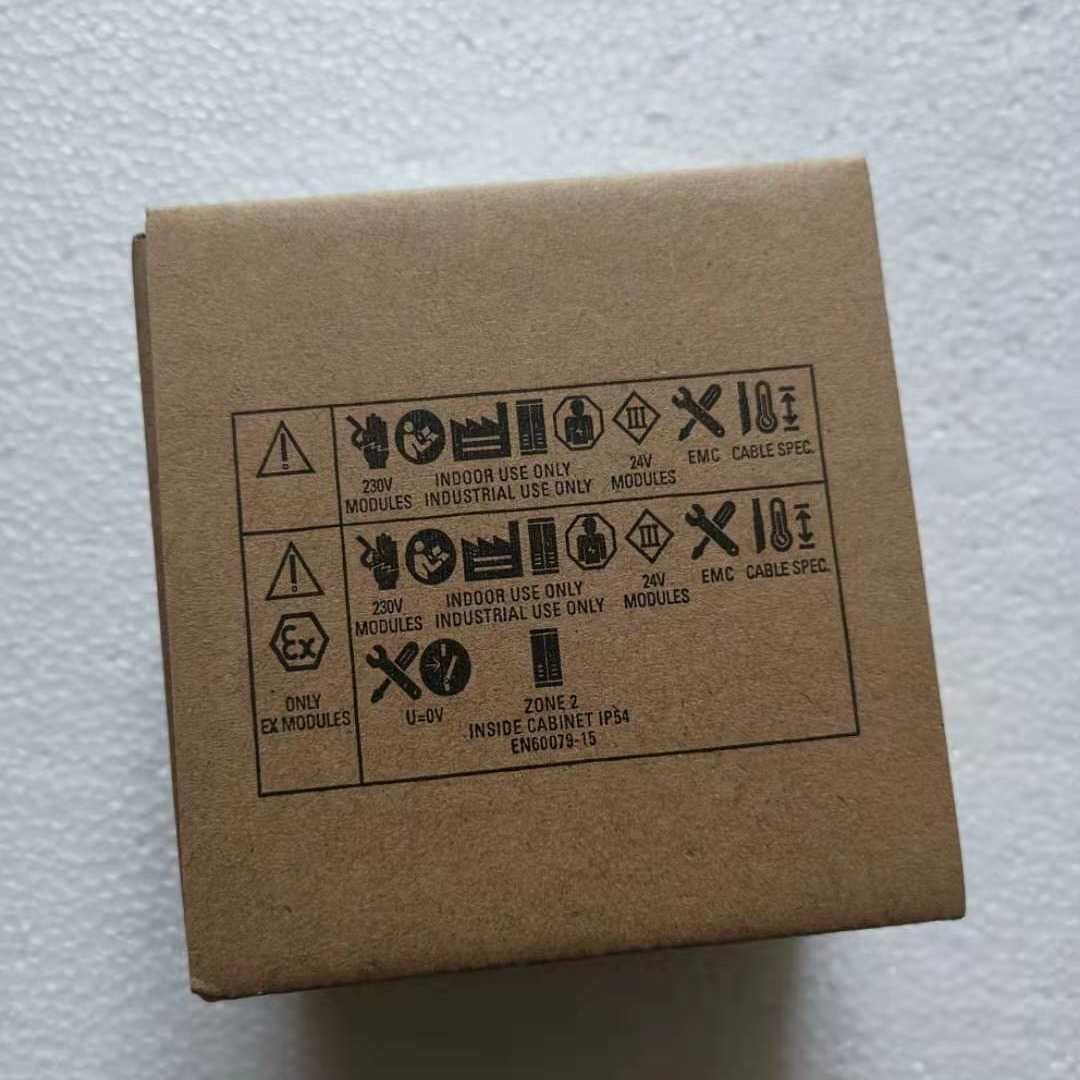 III
230V MODULES
INDOOR USE ONLY
INDUSTRIAL USE ONLY
24V MODULES
EMC
CABLE SPEC.
Ex
ONLY
EX MODULES
III
230V MODULES
INDOOR USE ONLY
INDUSTRIAL USE ONLY
24V MODULES
EMC
CABLE SPEC.
U=0V
ZONE 2
INSIDE CABINET IP54
EN60079-15